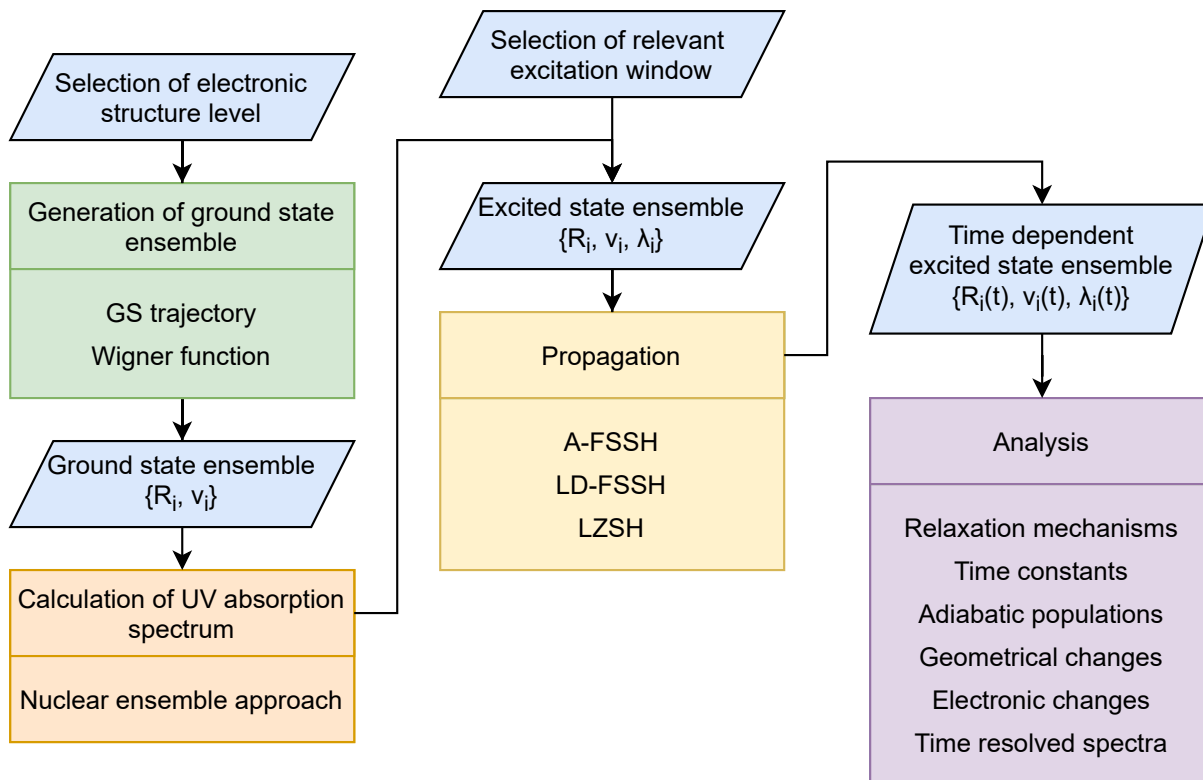 Selection of electronic
structure level
Generation of ground state
ensemble
GS trajectory
Wigner function
Ground state ensemble
{Rᵢ, vᵢ}
Calculation of UV absorption
spectrum
Nuclear ensemble approach
Selection of relevant
excitation window
Excited state ensemble
{Rᵢ, vᵢ, λᵢ}
Propagation
A-FSSH
LD-FSSH
LZSH
Time dependent
excited state ensemble
{Rᵢ(t), vᵢ(t), λᵢ(t)}
Analysis
Relaxation mechanisms
Time constants
Adiabatic populations
Geometrical changes
Electronic changes
Time resolved spectra